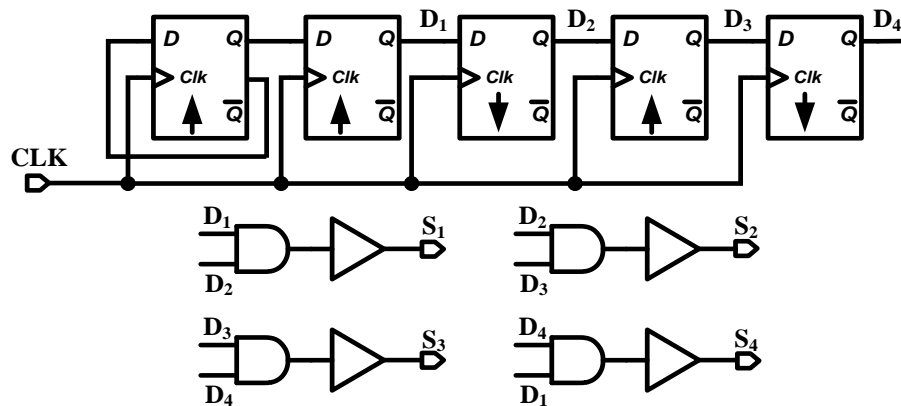 D₁ D₂ D₃ D₄
D Q D Q D Q D Q D Q
Clk Clk Clk Clk Clk
Q̅ Q̅ Q̅ Q̅ Q̅
CLK
D₁ S₁ D₂ S₂
D₂ D₃
D₃ S₃ D₄ S₄
D₄ D₁